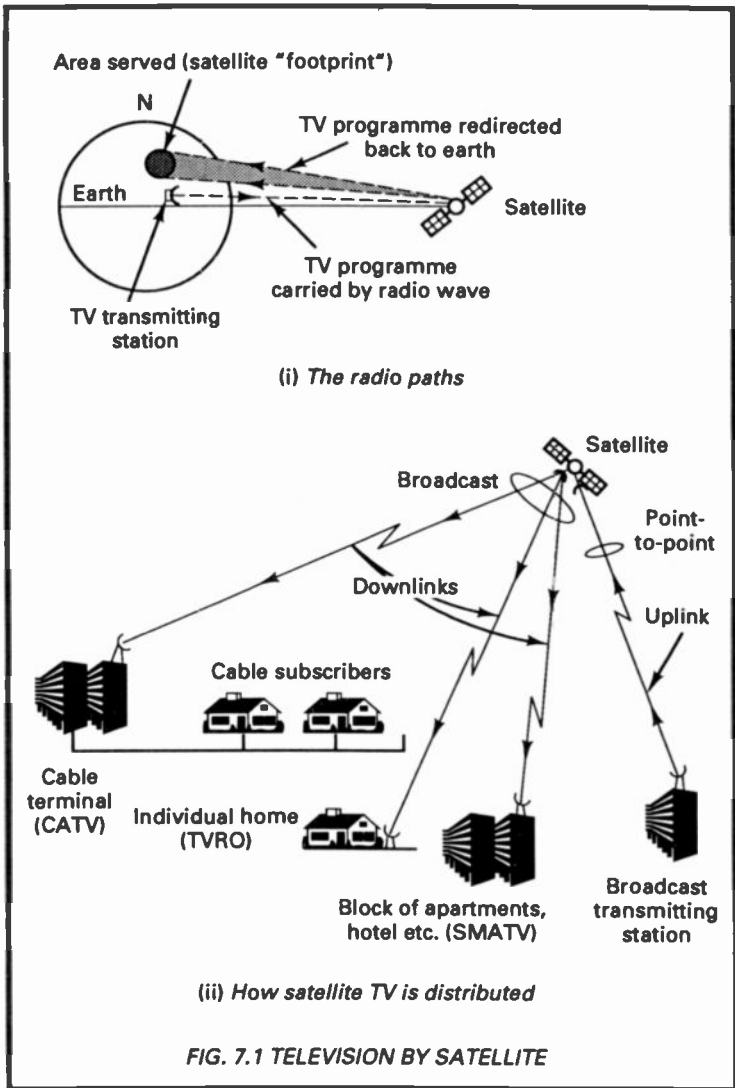 Area served (satellite "footprint")
N
TV programme redirected
back to earth
Earth
Satellite
TV programme
carried by radio wave
TV transmitting
station
(i) The radio paths
Satellite
Broadcast
Point-
to-point
Downlinks
Uplink
Cable subscribers
Cable
terminal
(CATV)
Individual home
(TVRO)
Block of apartments,
hotel etc. (SMATV)
Broadcast
transmitting
station
(ii) How satellite TV is distributed
FIG. 7.1 TELEVISION BY SATELLITE